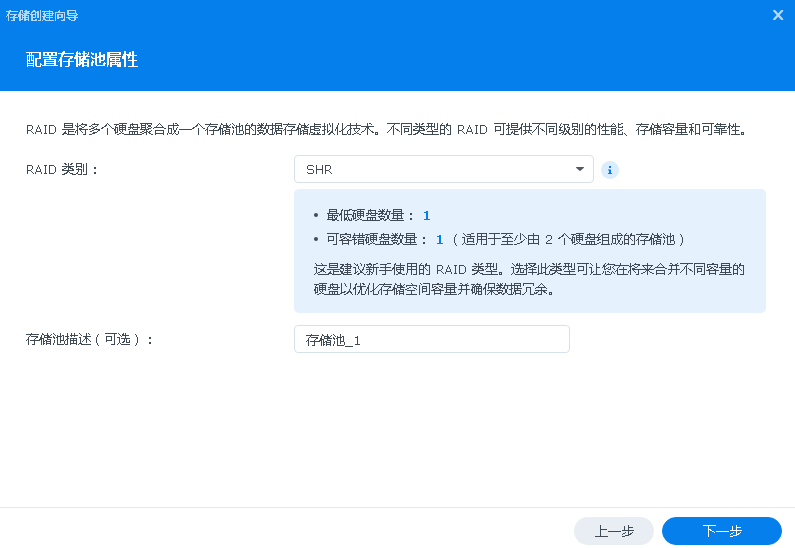 存储创建向导
配置存储池属性
RAID 是将多个硬盘聚合成一个存储池的数据存储虚拟化技术。不同类型的 RAID 可提供不同级别的性能、存储容量和可靠性。
RAID 类别：
SHR
• 最低硬盘数量： 1
• 可容错硬盘数量： 1 （适用于至少由 2 个硬盘组成的存储池）
这是建议新手使用的 RAID 类型。选择此类型可让您在将来合并不同容量的
硬盘以优化存储空间容量并确保数据冗余。
存储池描述（可选）：
存储池_1
上一步
下一步